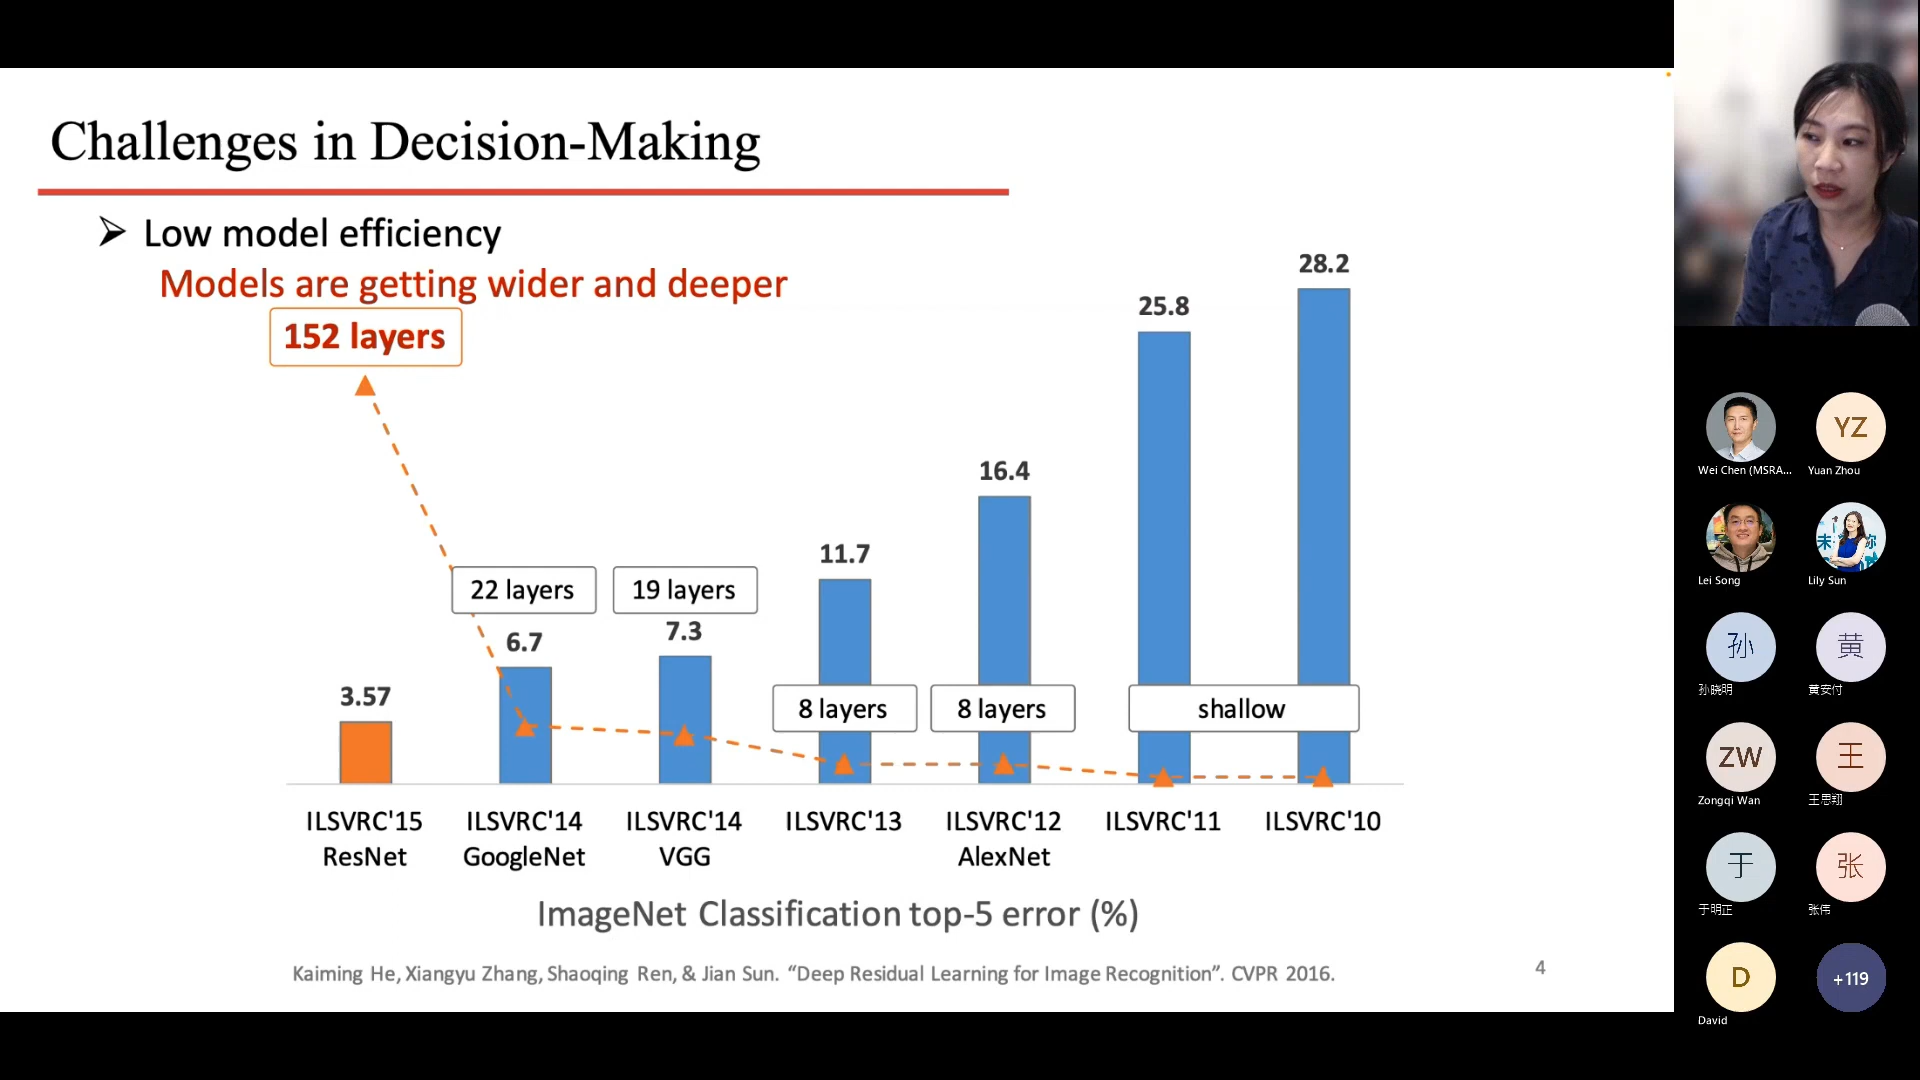 Challenges in Decision-Making
➢ Low model efficiency
Models are getting wider and deeper
152 layers
28.2
25.8
16.4
11.7
22 layers
19 layers
6.7
7.3
3.57
8 layers
8 layers
shallow
ILSVRC'15 ILSVRC'14 ILSVRC'14 ILSVRC'13 ILSVRC'12 ILSVRC'11 ILSVRC'10
ResNet GoogleNet VGG AlexNet
ImageNet Classification top-5 error (%)
Kaiming He, Xiangyu Zhang, Shaoqing Ren, & Jian Sun. “Deep Residual Learning for Image Recognition”. CVPR 2016.
4
YZ
Wei Chen (MSRA... Yuan Zhou
未 你
Lei Song Lily Sun
孙 黄
孙晓明 黄安付
ZW 王
Zongqi Wan 王思翔
于 张
于明正 张伟
D +119
David